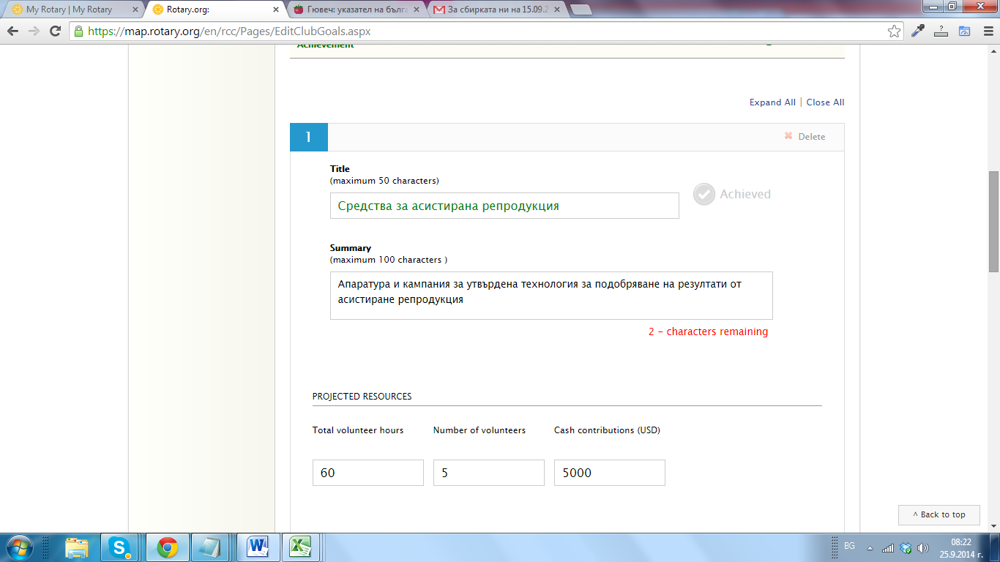 My Rotary | My Rotary
Rotary.org:
Гювеч: указател на бълга
За сбирката ни на 15.09.2
https://map.rotary.org/en/rcc/Pages/EditClubGoals.aspx
Achievement
Expand All | Close All
1
Delete
Title
(maximum 50 characters)
Средства за асистирана репродукция
Achieved
Summary
(maximum 100 characters )
Апаратура и кампания за утвърдена технология за подобряване на резултати от
асистиране репродукция
2 - characters remaining
PROJECTED RESOURCES
Total volunteer hours
Number of volunteers
Cash contributions (USD)
60
5
5000
^ Back to top
BG
08:22
25.9.2014 г.